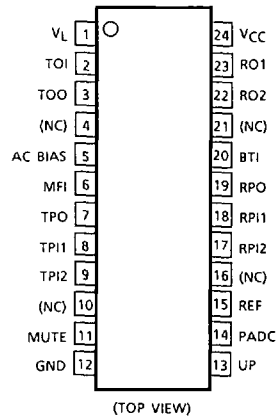 VL 1 24 VCC
TOI 2 23 RO1
TOO 3 22 RO2
(NC) 4 21 (NC)
AC BIAS 5 20 BTI
MFI 6 19 RPO
TPO 7 18 RPI1
TPI1 8 17 RPI2
TPI2 9 16 (NC)
(NC) 10 15 REF
MUTE 11 14 PADC
GND 12 13 UP
(TOP VIEW)